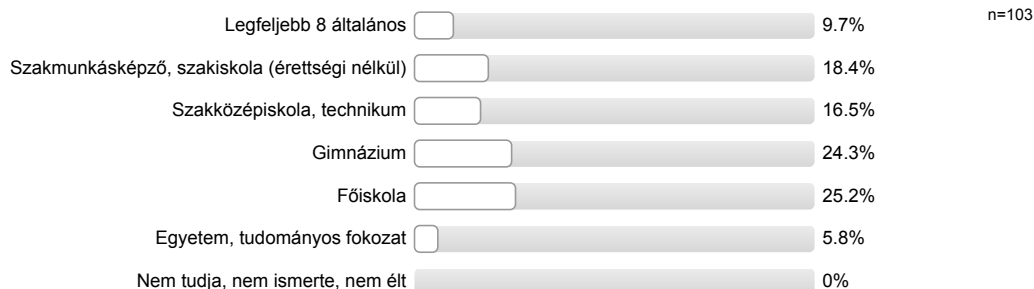 Legfeljebb 8 általános 9.7% n=103
Szakmunkásképző, szakiskola (érettségi nélkül) 18.4%
Szakközépiskola, technikum 16.5%
Gimnázium 24.3%
Főiskola 25.2%
Egyetem, tudományos fokozat 5.8%
Nem tudja, nem ismerte, nem élt 0%